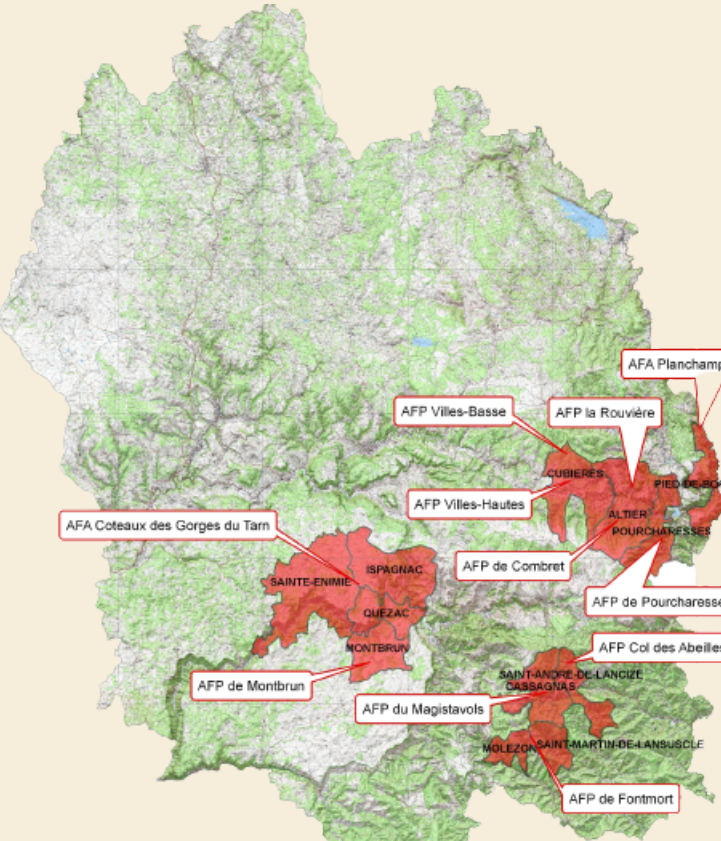 AFA Planchamp
AFP Villes-Basse
AFP la Rouvière
CUBIERES
PIED-DE-BO
AFP Villes-Hautes
ALTIER
AFA Coteaux des Gorges du Tarn
POURCHARESSES
ISPAGNAC
AFP de Combret
SAINTE-ENIMIE
AFP de Pourcharesse
QUEZAC
MONTBRUN
AFP Col des Abeilles
SAINT-ANDRE-DE-LANCIZE
AFP de Montbrun
CASSAGNAS
AFP du Magistavols
MOLEZON
SAINT-MARTIN-DE-LANSUSCLE
AFP de Fontmort